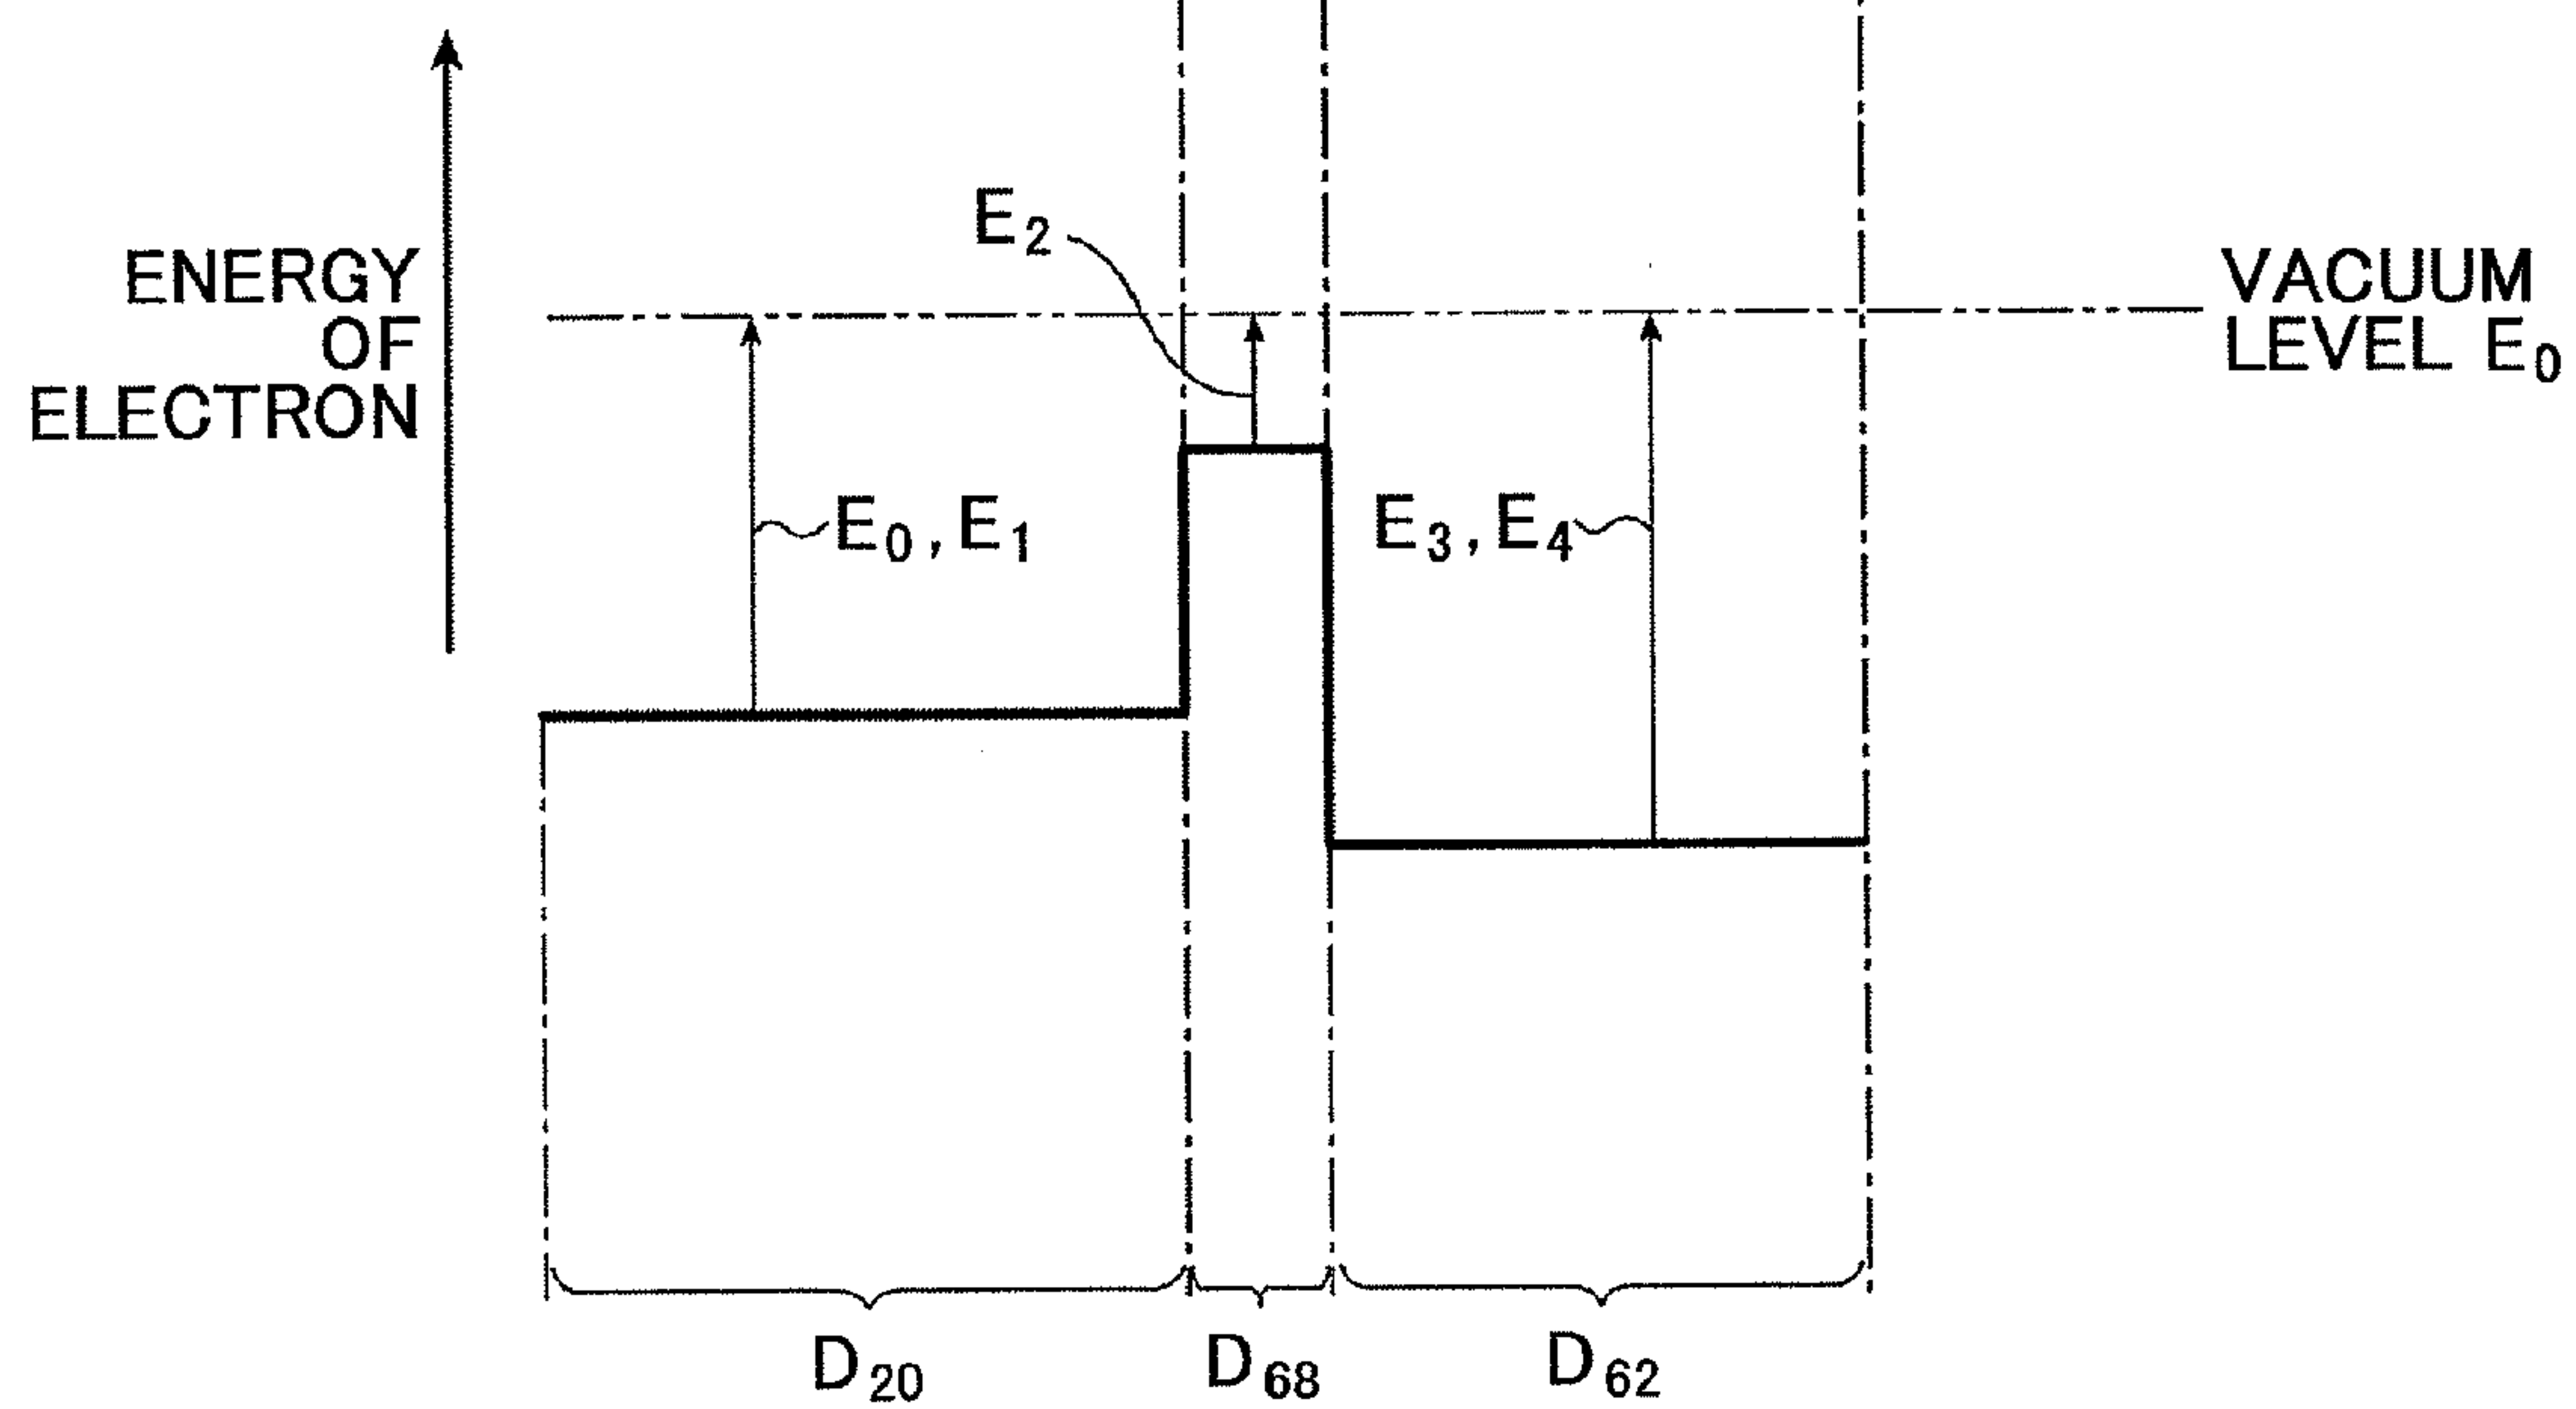 ENERGY
OF
ELECTRON
E₂
VACUUM
LEVEL E₀
E₀, E₁
E₃, E₄
D₂₀
D₆₈
D₆₂